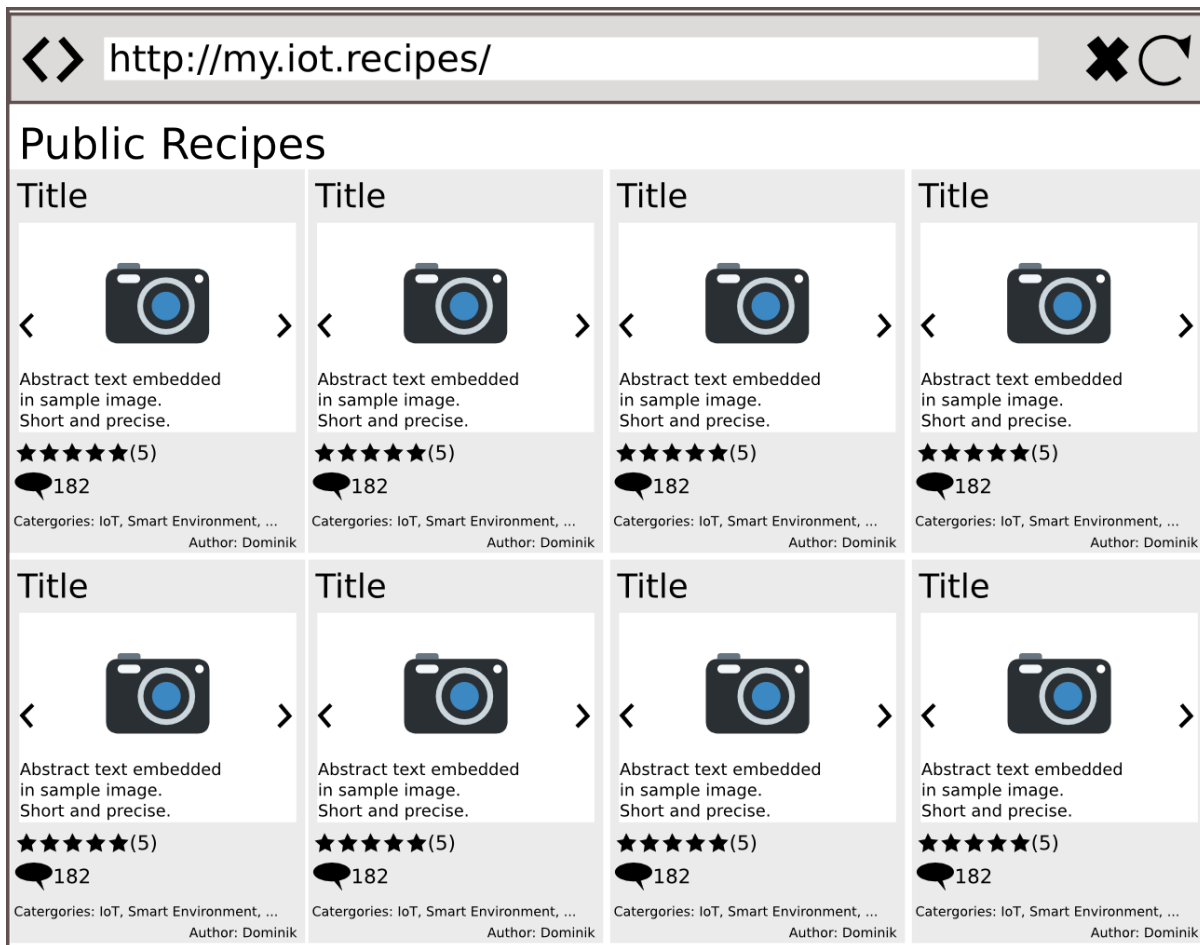 http://my.iot.recipes/
Public Recipes
Title
Abstract text embedded
in sample image.
Short and precise.
(5)
182
Catergories: IoT, Smart Environment, ...
Author: Dominik
Title
Abstract text embedded
in sample image.
Short and precise.
(5)
182
Catergories: IoT, Smart Environment, ...
Author: Dominik
Title
Abstract text embedded
in sample image.
Short and precise.
(5)
182
Catergories: IoT, Smart Environment, ...
Author: Dominik
Title
Abstract text embedded
in sample image.
Short and precise.
(5)
182
Catergories: IoT, Smart Environment, ...
Author: Dominik
Title
Abstract text embedded
in sample image.
Short and precise.
(5)
182
Catergories: IoT, Smart Environment, ...
Author: Dominik
Title
Abstract text embedded
in sample image.
Short and precise.
(5)
182
Catergories: IoT, Smart Environment, ...
Author: Dominik
Title
Abstract text embedded
in sample image.
Short and precise.
(5)
182
Catergories: IoT, Smart Environment, ...
Author: Dominik
Title
Abstract text embedded
in sample image.
Short and precise.
(5)
182
Catergories: IoT, Smart Environment, ...
Author: Dominik